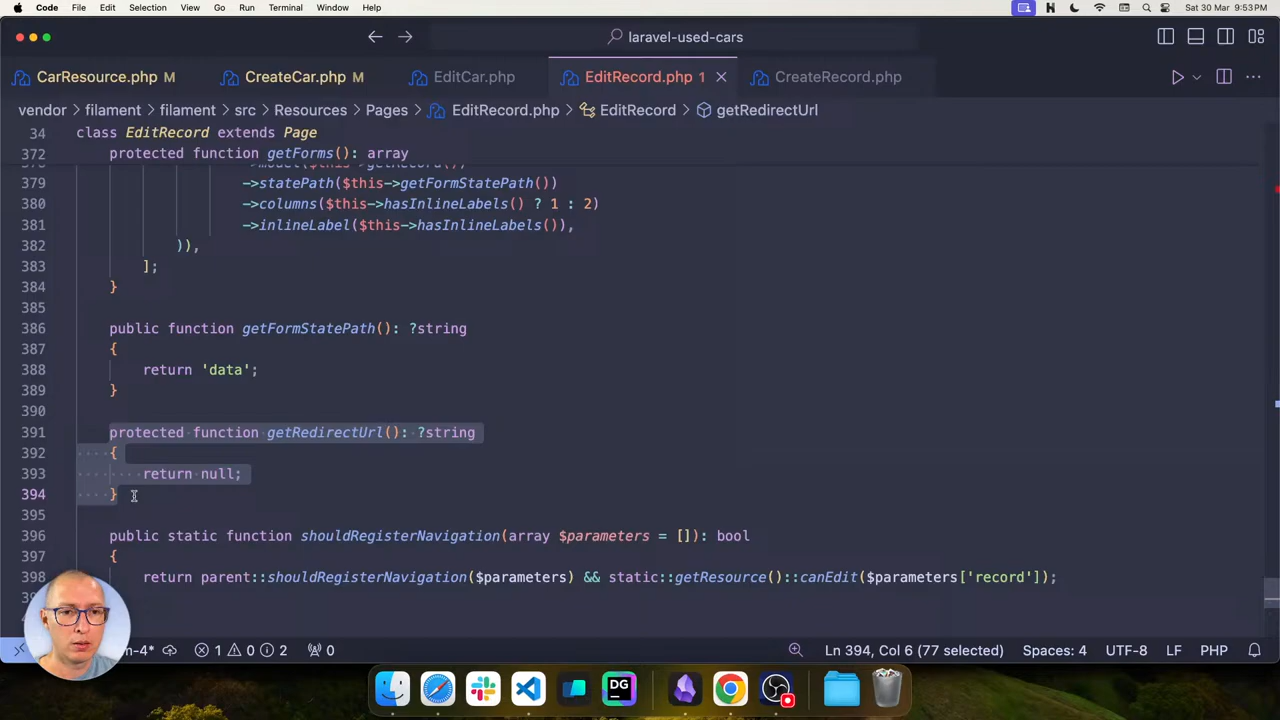 Code File Edit Selection View Go Run Terminal Window Help Sat 30 Mar 9:53 PM
laravel-used-cars
CarResource.php M CreateCar.php M EditCar.php EditRecord.php 1 CreateRecord.php
vendor > filament > filament > src > Resources > Pages > EditRecord.php > EditRecord > getRedirectUrl
34 class EditRecord extends Page
372 protected function getForms(): array
379 ->statePath($this->getFormStatePath())
380 ->columns($this->hasInlineLabels() ? 1 : 2)
381 ->inlineLabel($this->hasInlineLabels()),
382 )),
383 ];
384 }
385
386 public function getFormStatePath(): ?string
387 {
388 return 'data';
389 }
390
391 protected function getRedirectUrl(): ?string
392 {
393 return null;
394 }
395
396 public static function shouldRegisterNavigation(array $parameters = []): bool
397 {
398 return parent::shouldRegisterNavigation($parameters) && static::getResource()::canEdit($parameters['record']);
1 0 2 0 Ln 394, Col 6 (77 selected) Spaces: 4 UTF-8 LF PHP
DG